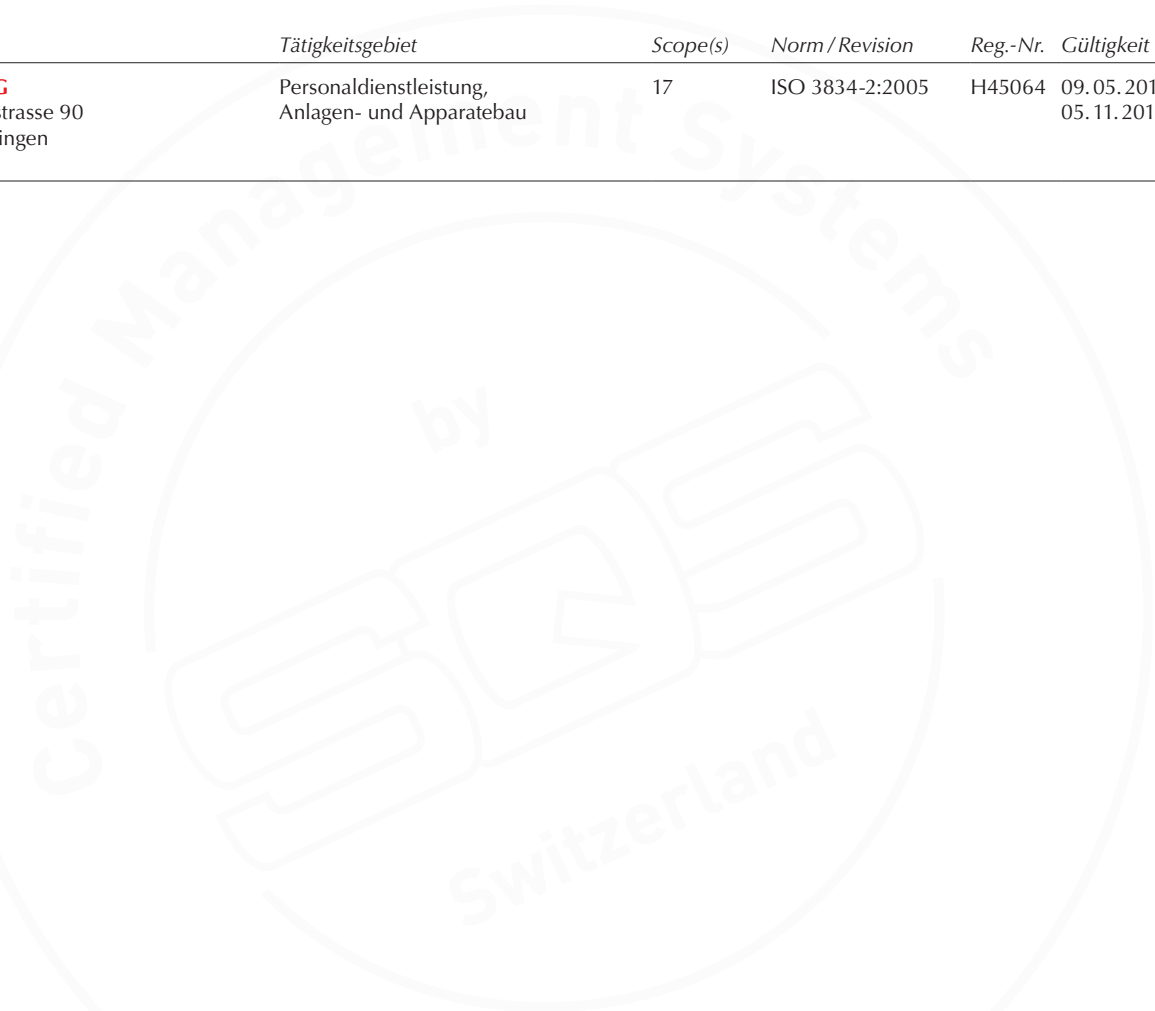 Tätigkeitsgebiet Scope(s) Norm / Revision Reg.-Nr. Gültigkeit
G Personaldienstleistung, 17 ISO 3834-2:2005 H45064 09.05.201
strasse 90 Anlagen- und Apparatebau 05.11.201
ingen
Certified Management Systems
by
SQS
Switzerland